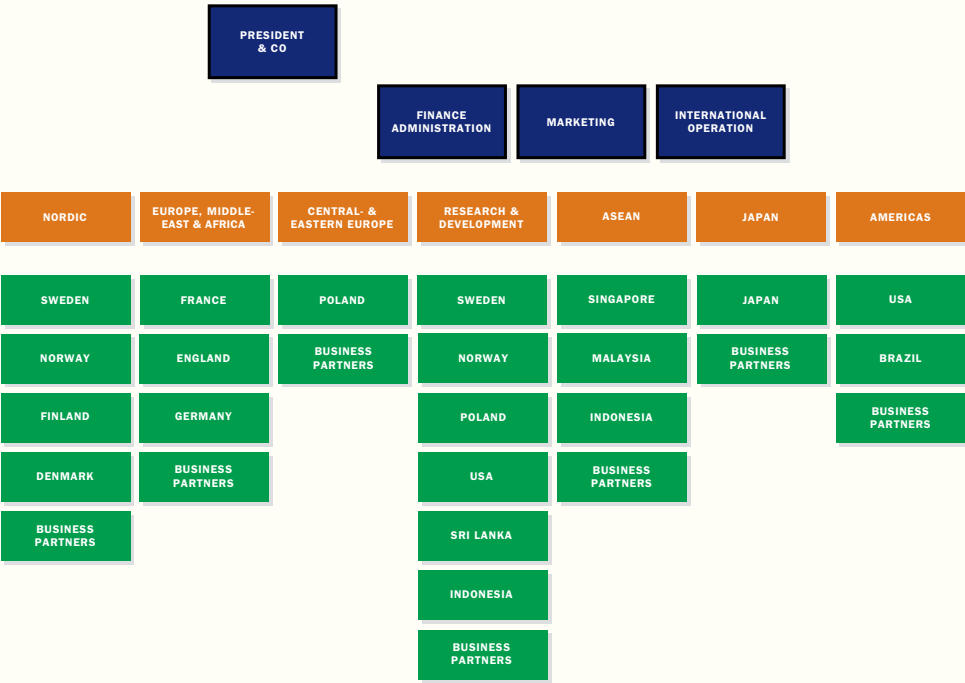 PRESIDENT
& CO
FINANCE
ADMINISTRATION
MARKETING
INTERNATIONAL
OPERATION
NORDIC
EUROPE, MIDDLE-
EAST & AFRICA
CENTRAL- &
EASTERN EUROPE
RESEARCH &
DEVELOPMENT
ASEAN
JAPAN
AMERICAS
SWEDEN
FRANCE
POLAND
SWEDEN
SINGAPORE
JAPAN
USA
NORWAY
ENGLAND
BUSINESS
PARTNERS
NORWAY
MALAYSIA
BUSINESS
PARTNERS
BRAZIL
FINLAND
GERMANY
POLAND
INDONESIA
BUSINESS
PARTNERS
DENMARK
BUSINESS
PARTNERS
USA
BUSINESS
PARTNERS
BUSINESS
PARTNERS
SRI LANKA
INDONESIA
BUSINESS
PARTNERS